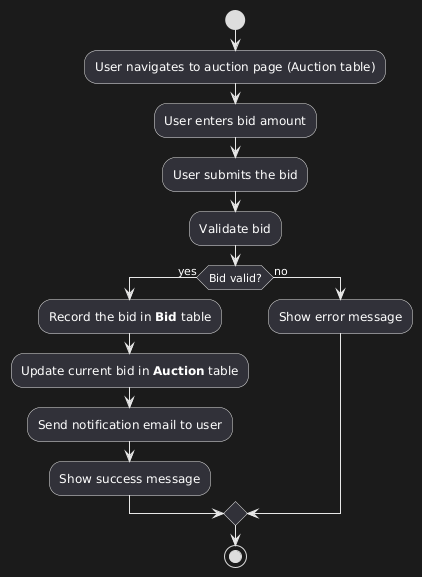 User navigates to auction page (Auction table)
User enters bid amount
User submits the bid
Validate bid
Bid valid?
yes
no
Record the bid in Bid table
Show error message
Update current bid in Auction table
Send notification email to user
Show success message